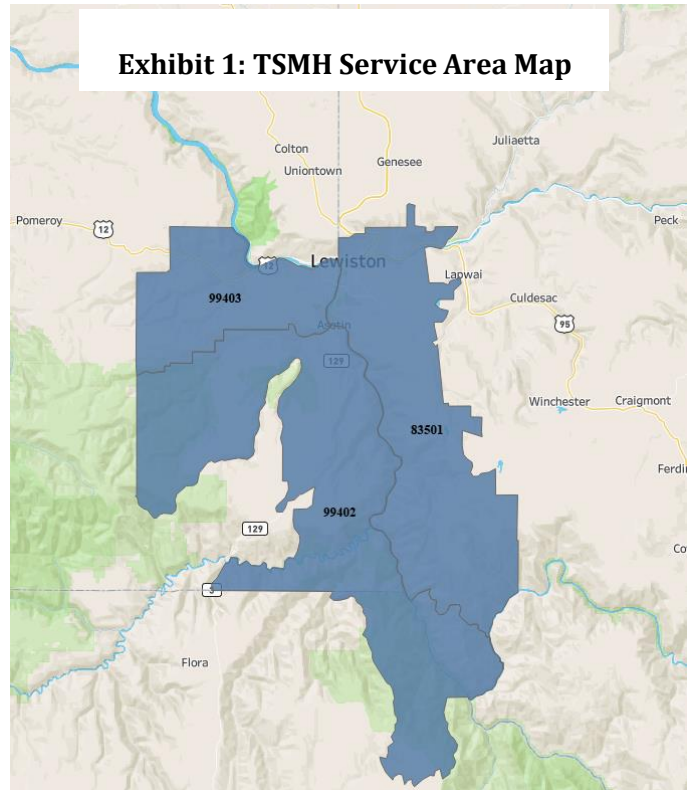 Exhibit 1: TSMH Service Area Map
Juliaetta
Colton
Genesee
Uniontown
Pomeroy
12
Peck
Lewiston
12
Lapwai
99403
Culdesac
Asotin
95
129
Winchester
Craigmont
83501
Ferdin
99402
129
Co
3
Flora